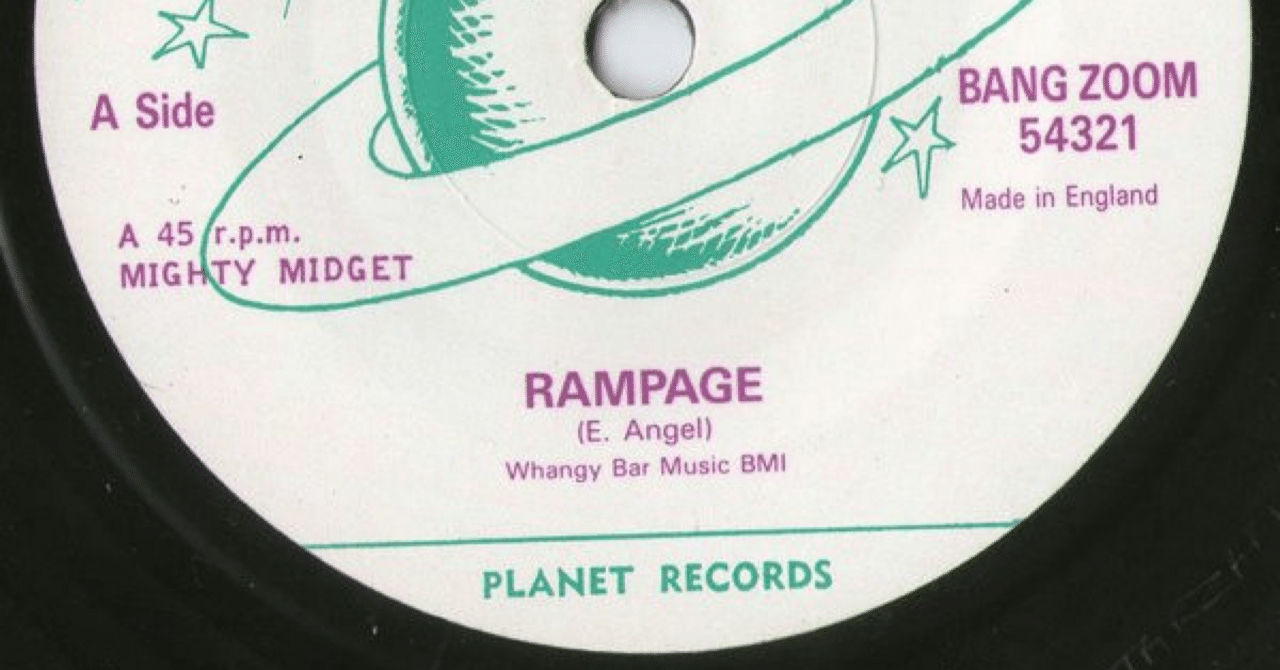 A Side
BANG ZOOM
54321
Made in England
A 45 r.p.m.
MIGHTY MIDGET
RAMPAGE
(E. Angel)
Whangy Bar Music BMI
PLANET RECORDS